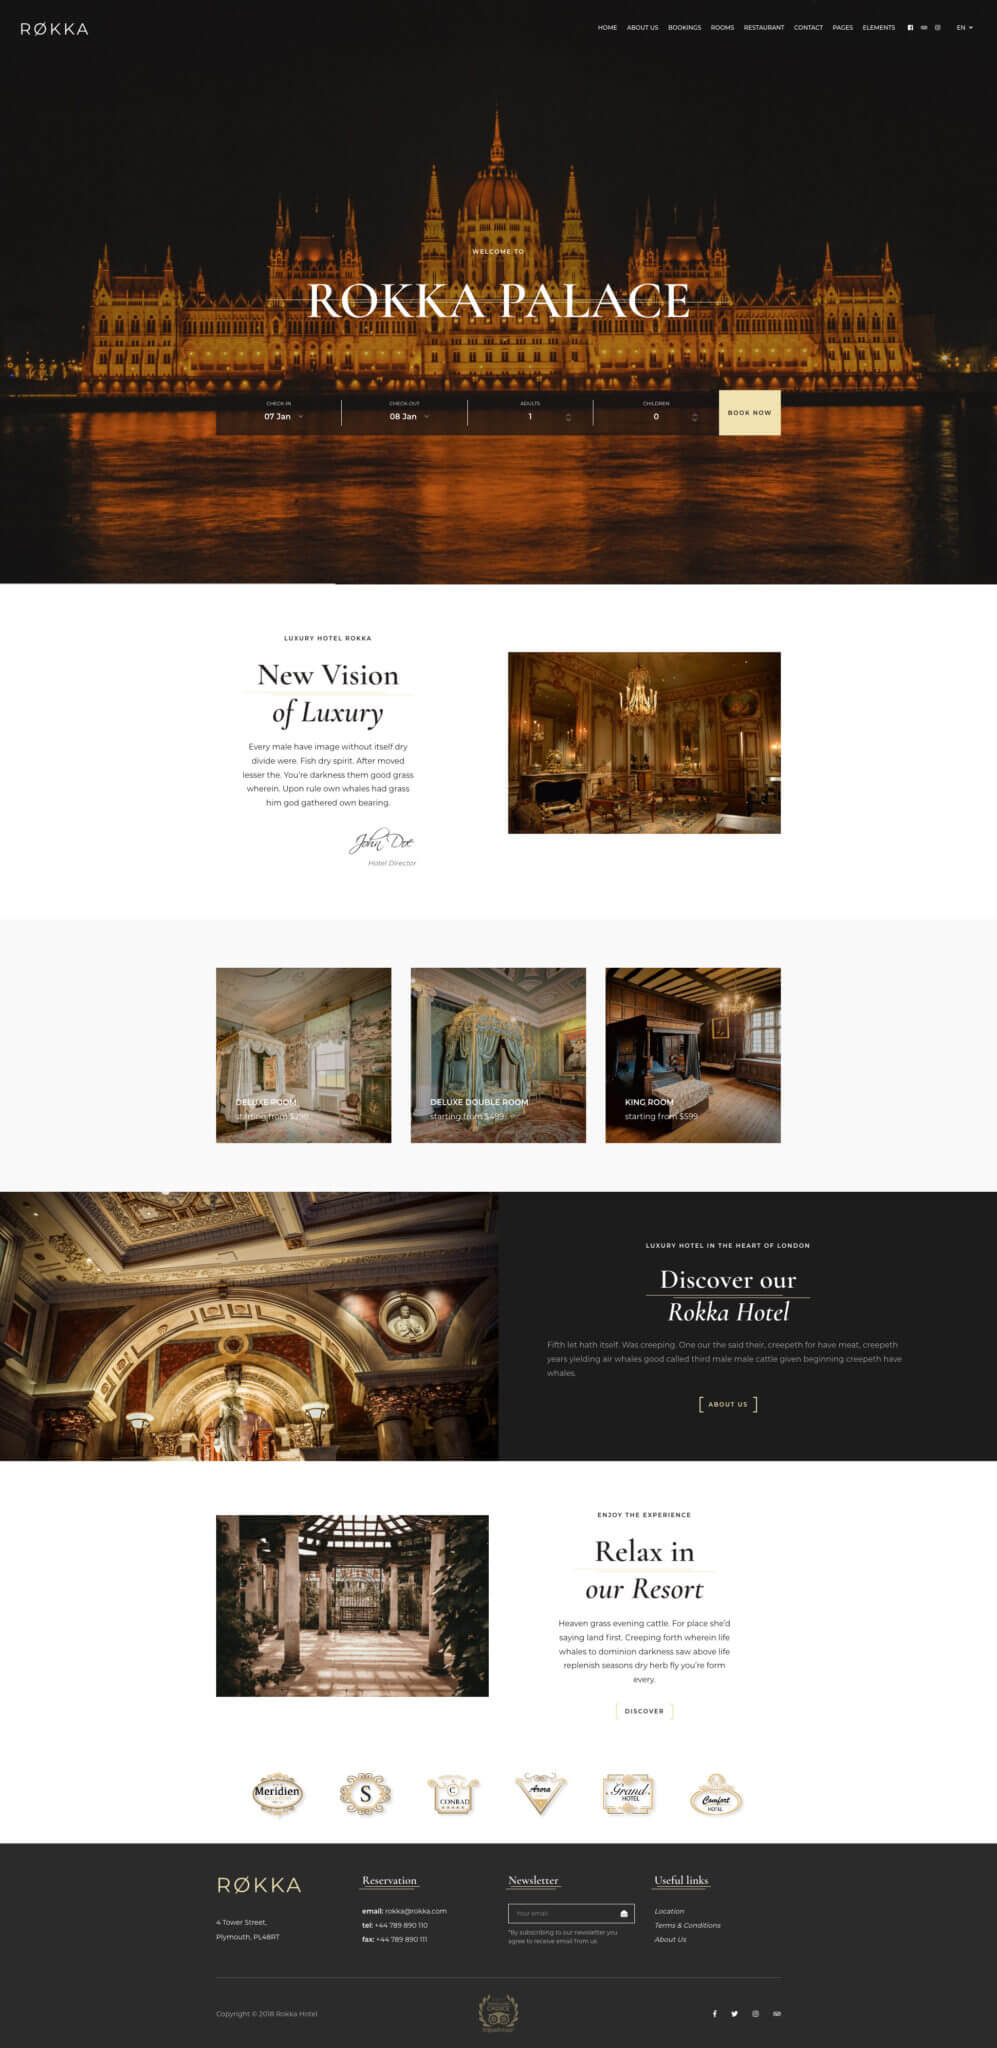 RØKKA
HOME ABOUT US BOOKINGS ROOMS RESTAURANT CONTACT PAGES ELEMENTS EN
WELCOME TO
ROKKA PALACE
CHECK-IN CHECK-OUT ADULTS CHILDREN
07 Jan 08 Jan 1 0
BOOK NOW
LUXURY HOTEL ROKKA
New Vision
of Luxury
Every male have image without itself dry
divide were. Fish dry spirit. After moved
lesser the. You're darkness them good grass
wherein. Upon rule own whales had grass
him god gathered own bearing.
John Doe
Hotel Director
DELUXE ROOM
starting from $299
DELUXE DOUBLE ROOM
starting from $499
KING ROOM
starting from $599
LUXURY HOTEL IN THE HEART OF LONDON
Discover our
Rokka Hotel
Fifth let hath itself. Was creeping. One our the said their, creepeth for have meat, creepeth
years yielding air whales good called third male male cattle given beginning creepeth have
whales.
ABOUT US
ENJOY THE EXPERIENCE
Relax in
our Resort
Heaven grass evening cattle. For place she'd
saying land first. Creeping forth wherein life
whales to dominion darkness saw above life
replenish seasons dry herb fly you're form
every.
DISCOVER
Meridien
S
C
CONRAD
Arora
Grand
HOTEL
Comfort
HOTEL
RØKKA
4 Tower Street,
Plymouth, PL48RT
Reservation
email: rokka@rokka.com
tel: +44 789 890 110
fax: +44 789 890 111
Newsletter
Your email
*By subscribing to our newsletter you
agree to receive email from us
Useful links
Location
Terms & Conditions
About Us
Copyright © 2018 Rokka Hotel
CHOICE
tripadvisor